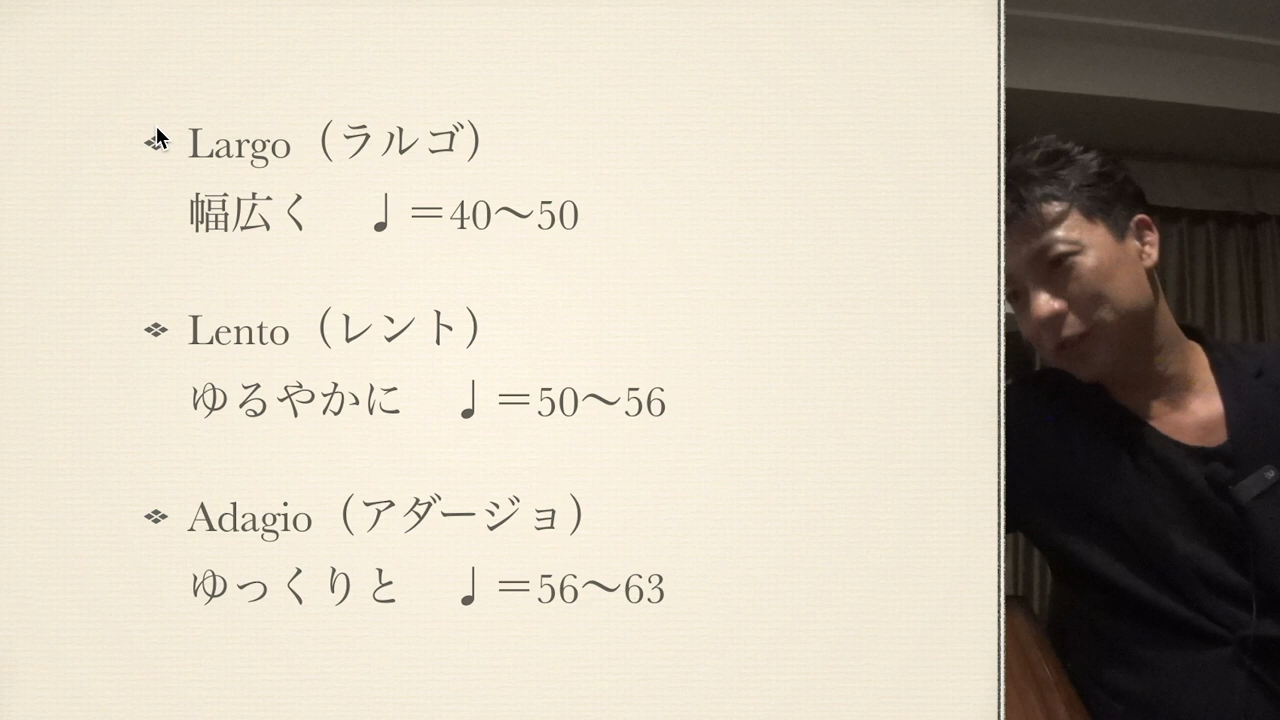 Largo（ラルゴ）
幅広く　♩＝40〜50
Lento（レント）
ゆるやかに　♩＝50〜56
Adagio（アダージョ）
ゆっくりと　♩＝56〜63